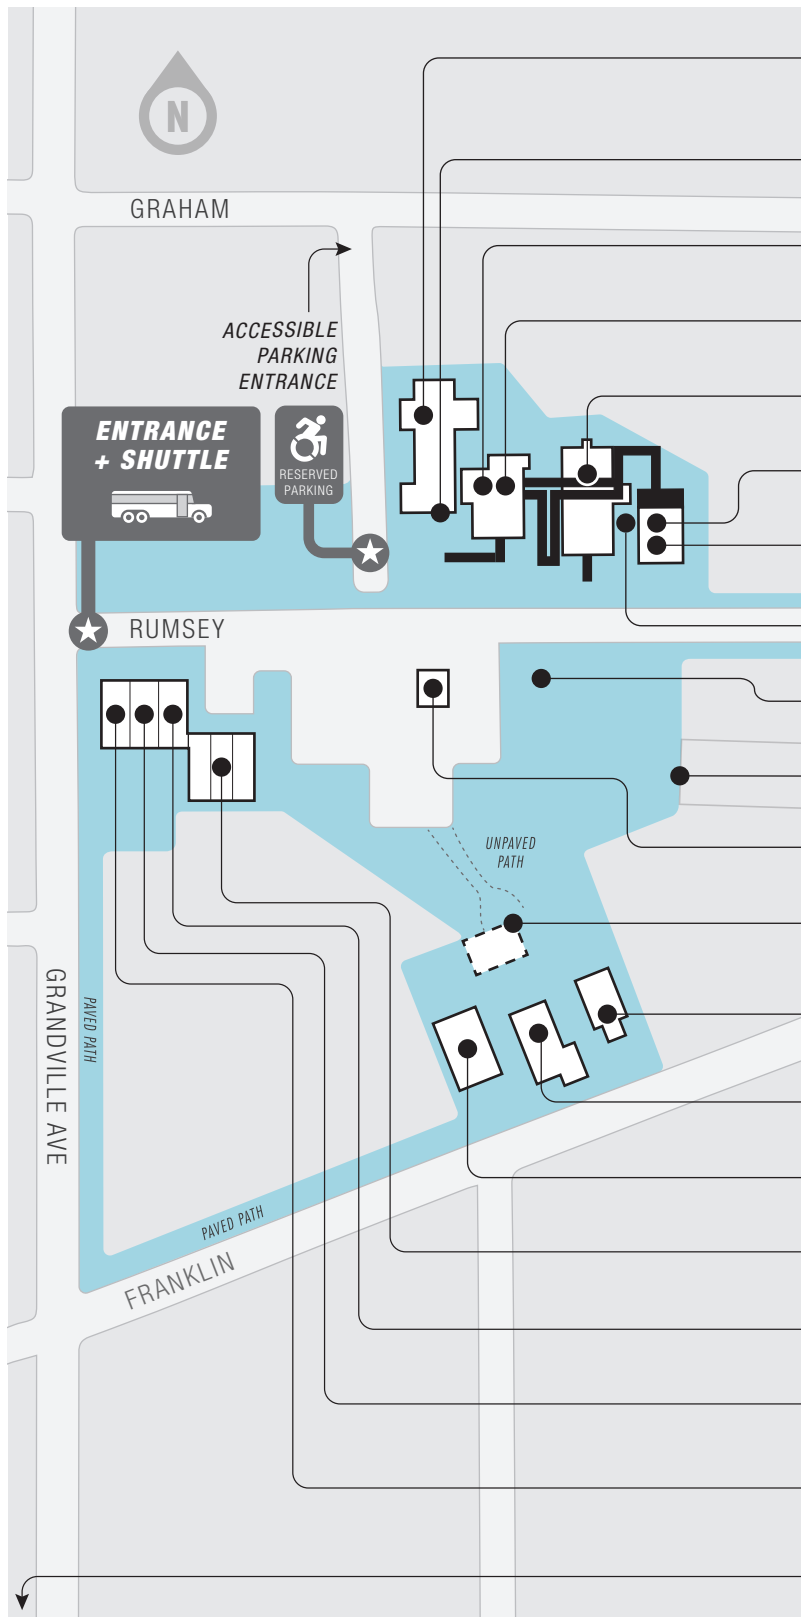 N
GRAHAM
ACCESSIBLE
PARKING
ENTRANCE
ENTRANCE
+ SHUTTLE
RESERVED
PARKING
RUMSEY
UNPAVED
PATH
GRANDVILLE AVE
PAVED PATH
PAVED PATH
FRANKLIN